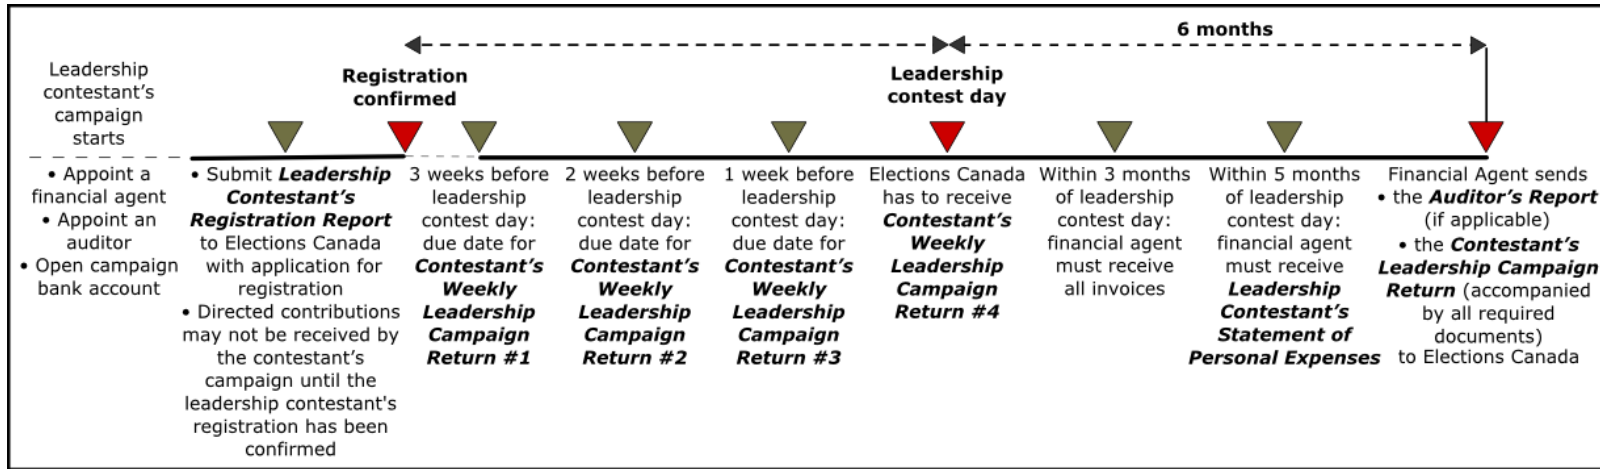 6 months
Leadership
contestant's
campaign
starts
Registration
confirmed
Leadership
contest day
• Appoint a
financial agent
• Appoint an
auditor
• Open campaign
bank account
• Submit Leadership
Contestant's
Registration Report
to Elections Canada
with application for
registration
• Directed contributions
may not be received by
the contestant's
campaign until the
leadership contestant's
registration has been
confirmed
3 weeks before
leadership
contest day:
due date for
Contestant's
Weekly
Leadership
Campaign
Return #1
2 weeks before
leadership
contest day:
due date for
Contestant's
Weekly
Leadership
Campaign
Return #2
1 week before
leadership
contest day:
due date for
Contestant's
Weekly
Leadership
Campaign
Return #3
Elections Canada
has to receive
Contestant's
Weekly
Leadership
Campaign
Return #4
Within 3 months
of leadership
contest day:
financial agent
must receive
all invoices
Within 5 months
of leadership
contest day:
financial agent
must receive
Leadership
Contestant's
Statement of
Personal Expenses
Financial Agent sends
• the Auditor's Report
(if applicable)
• the Contestant's
Leadership Campaign
Return (accompanied
by all required
documents)
to Elections Canada